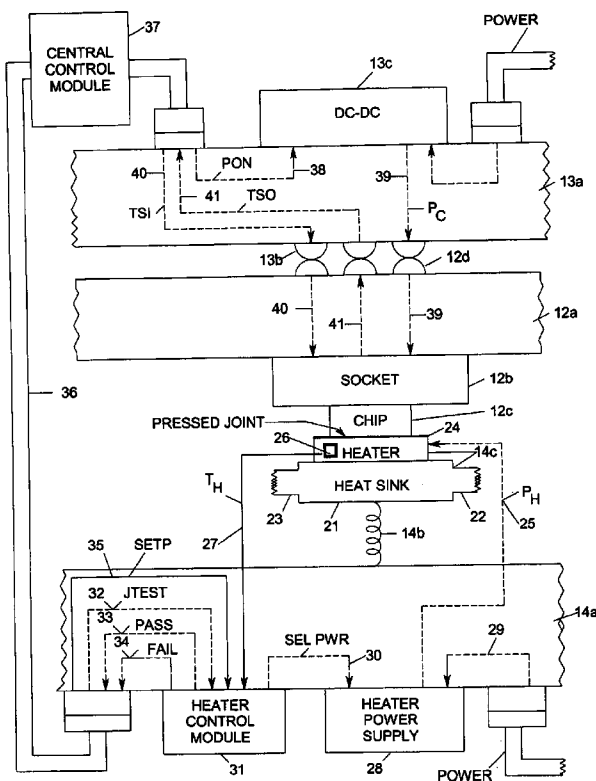 37
POWER
CENTRAL
CONTROL
MODULE
13c
DC-DC
40
PON
38
39
13a
41
TSO
TSI
PC
13b
12d
40
41
39
12a
SOCKET
12b
PRESSED JOINT
CHIP
12c
26
24
HEATER
14c
36
TH
HEAT SINK
PH
23
21
22
25
27
14b
35
SETP
32
JTEST
33
PASS
34
FAIL
14a
SEL PWR
30
29
HEATER
CONTROL
MODULE
HEATER
POWER
SUPPLY
31
28
POWER